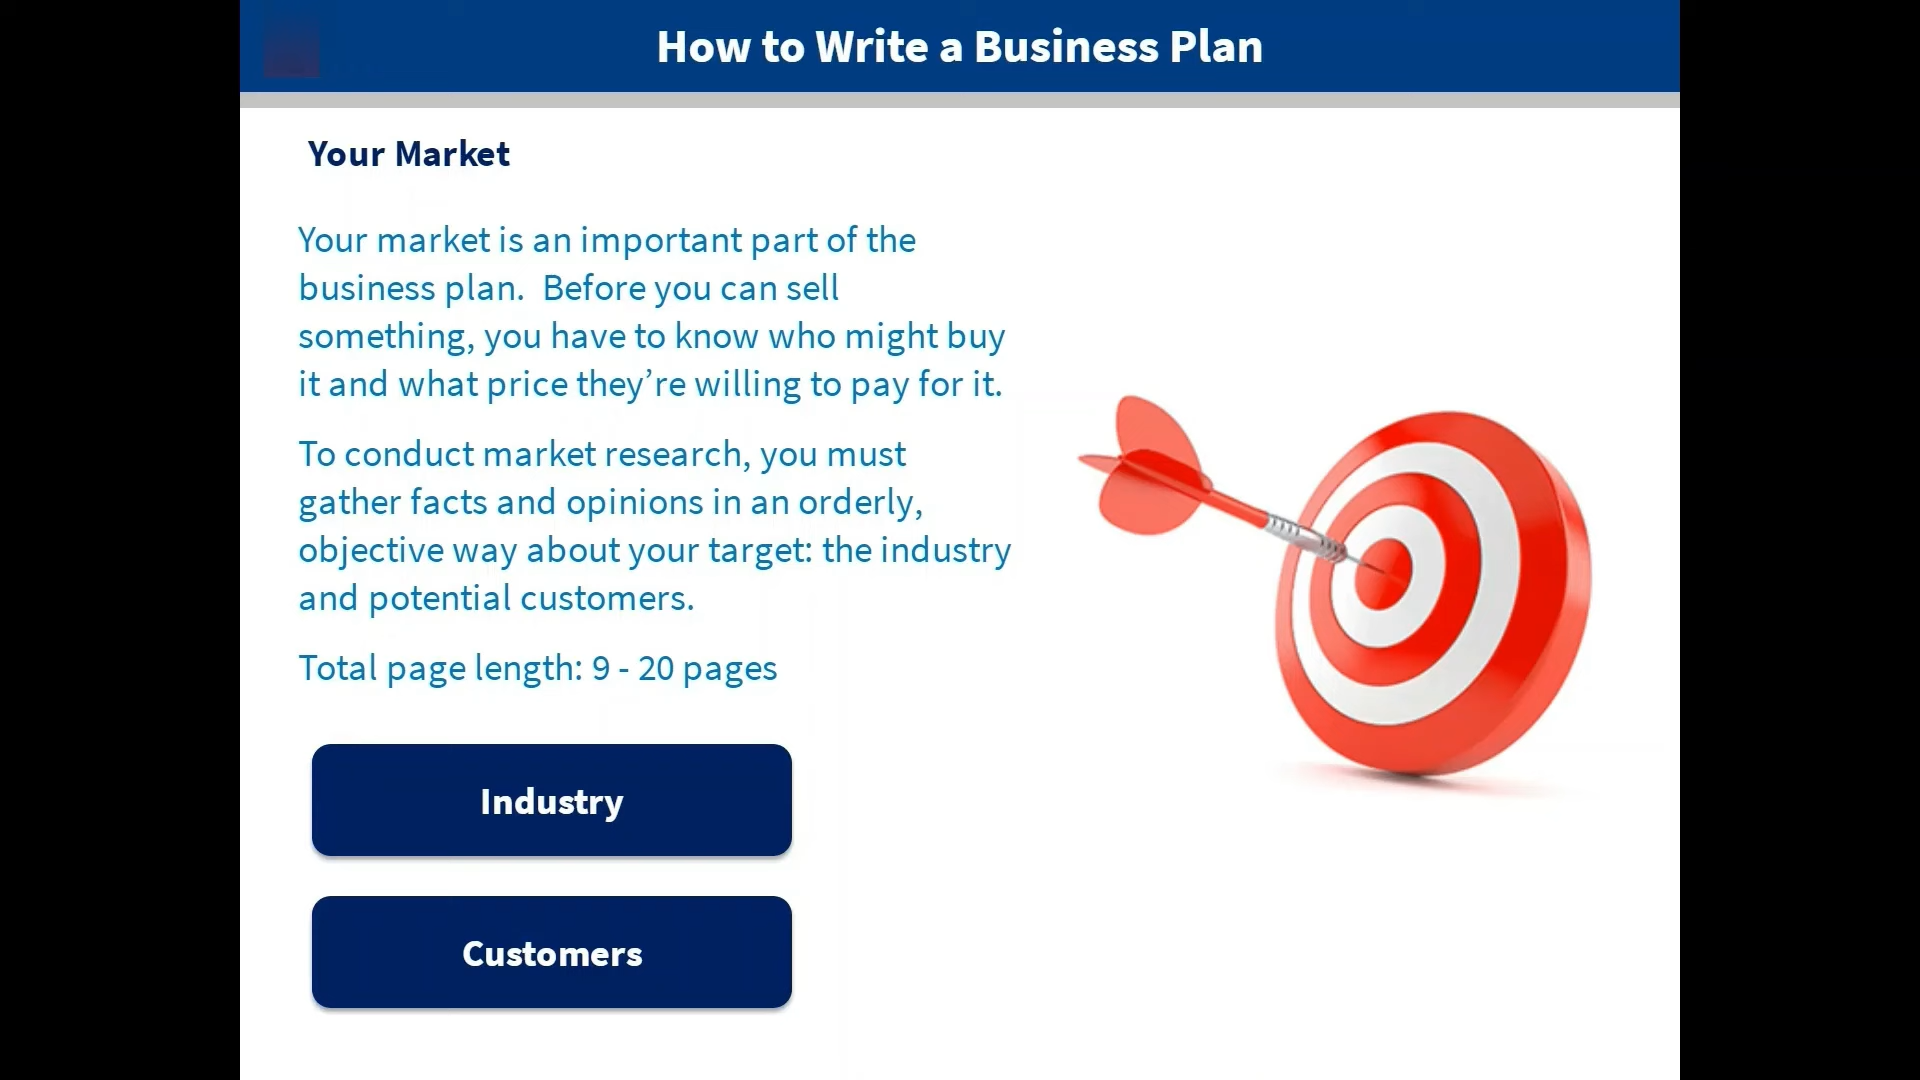 How to Write a Business Plan
Your Market
Your market is an important part of the
business plan.  Before you can sell
something, you have to know who might buy
it and what price they’re willing to pay for it.
To conduct market research, you must
gather facts and opinions in an orderly,
objective way about your target: the industry
and potential customers.
Total page length: 9 - 20 pages
Industry
Customers